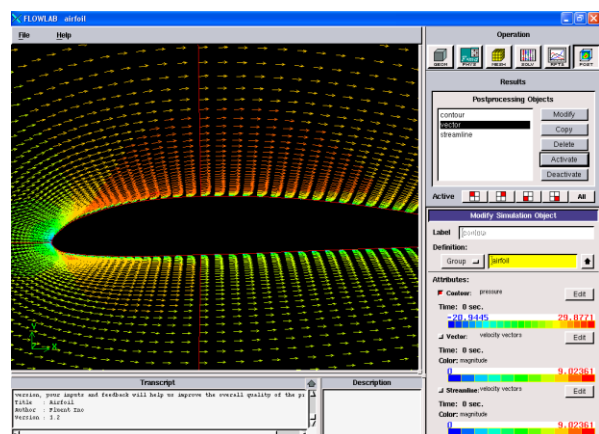 FLOWLAB airfoil
File Help
Operation
GEOM PHYS MESH SOLV RPTS POST
Results
Postprocessing Objects
contour
vector
streamline
Modify
Copy
Delete
Activate
Deactivate
Active All
Modify Simulation Object
Label contour
Definition:
Group airfoil
Attributes:
Contour: pressure Edit
Time: 0 sec.
-20.9445 29.8771
Vector: velocity vectors Edit
Time: 0 sec.
Color: magnitude
0 9.02361
Streamline: velocity vectors Edit
Time: 0 sec.
Color: magnitude
0 9.02361
Y
X
Transcript
version, your inputs and feedback will help us improve the overall quality of the p
Title : Airfoil
Author : Fluent Inc
Version : 1.2
Description